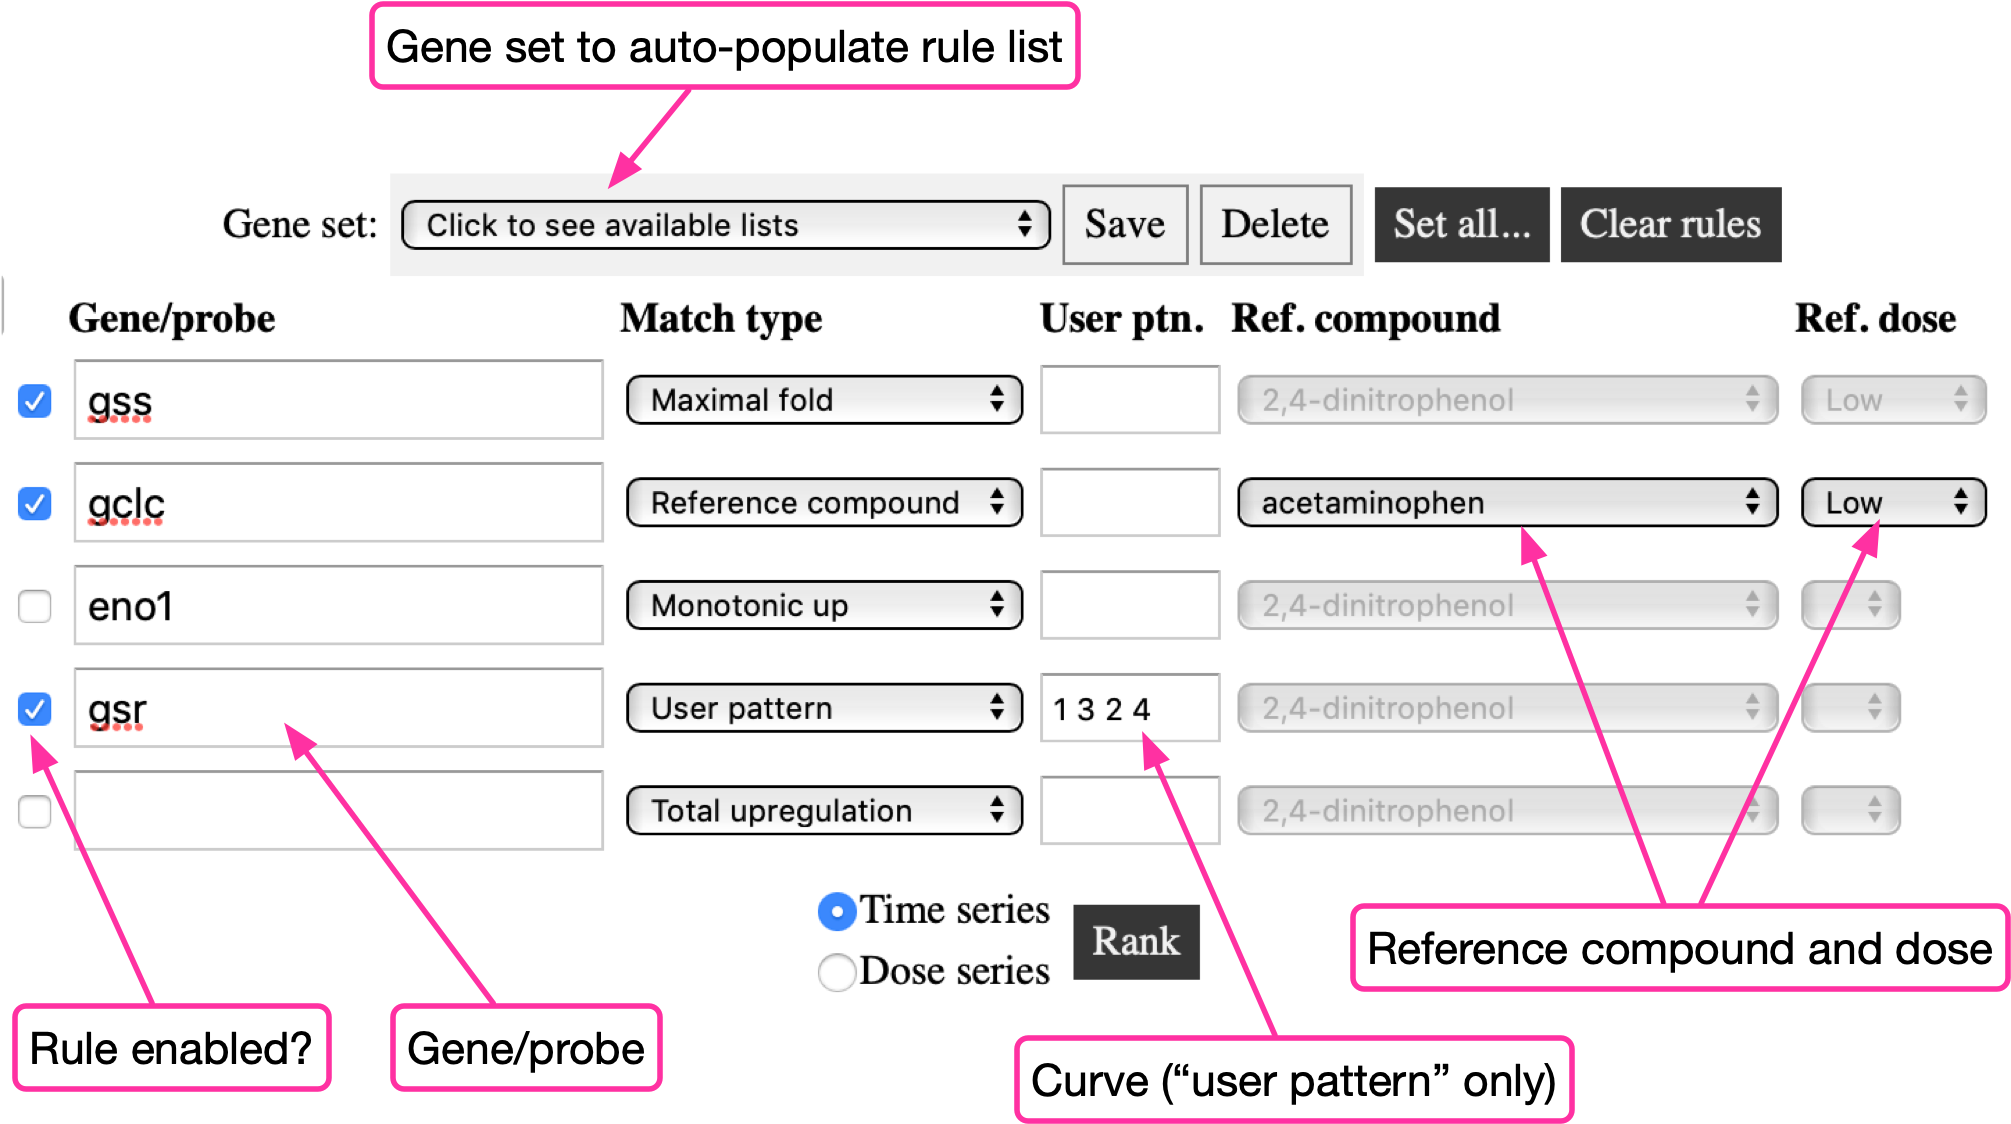 Gene set to auto-populate rule list
Gene set: Click to see available lists Save Delete Set all... Clear rules
Gene/probe Match type User ptn. Ref. compound Ref. dose
gss Maximal fold 2,4-dinitrophenol Low
gclc Reference compound acetaminophen Low
eno1 Monotonic up 2,4-dinitrophenol
gsr User pattern 1 3 2 4 2,4-dinitrophenol
Total upregulation 2,4-dinitrophenol
Time series
Dose series
Rank
Reference compound and dose
Rule enabled?
Gene/probe
Curve (“user pattern” only)